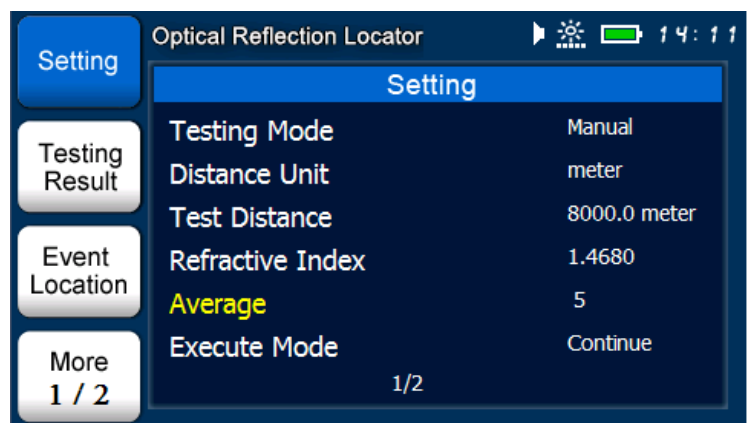 Setting
Optical Reflection Locator
14:11
Setting
Testing Mode Manual
Distance Unit meter
Test Distance 8000.0 meter
Refractive Index 1.4680
Average 5
Execute Mode Continue
1/2
Testing
Result
Event
Location
More
1 / 2